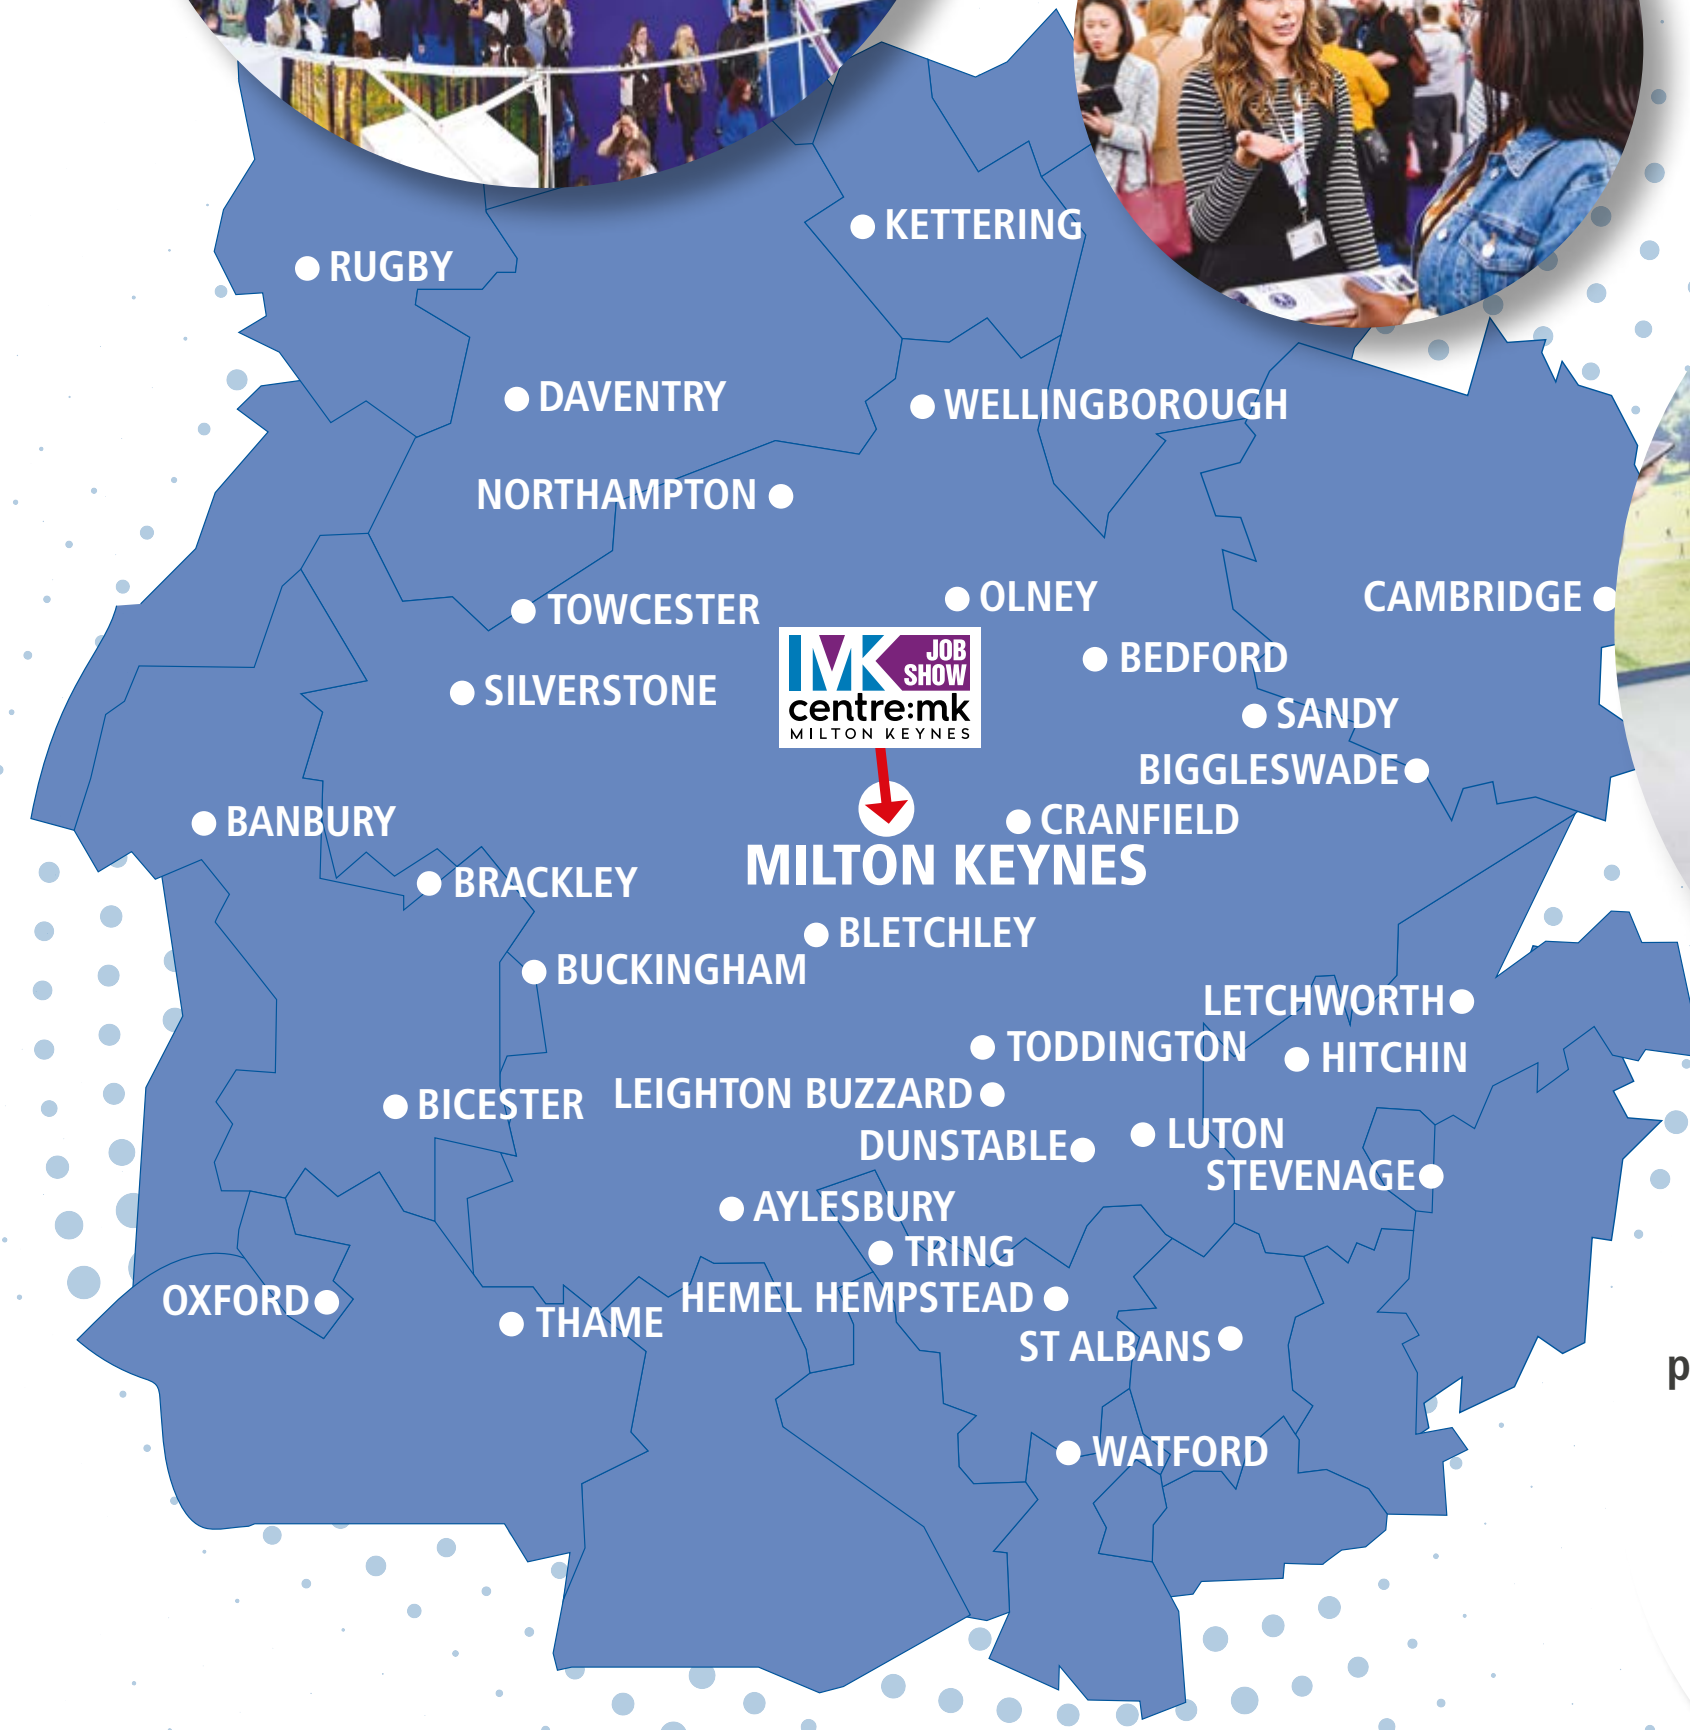 KETTERING
RUGBY
DAVENTRY
WELLINGBOROUGH
NORTHAMPTON
OLNEY
CAMBRIDGE
TOWCESTER
MK JOB
SHOW
centre:mk
MILTON KEYNES
BEDFORD
SILVERSTONE
SANDY
BIGGLESWADE
BANBURY
CRANFIELD
MILTON KEYNES
BRACKLEY
BLETCHLEY
BUCKINGHAM
LETCHWORTH
TODDINGTON
HITCHIN
LEIGHTON BUZZARD
BICESTER
LUTON
DUNSTABLE
STEVENAGE
AYLESBURY
TRING
HEMEL HEMPSTEAD
OXFORD
THAME
ST ALBANS
p
WATFORD